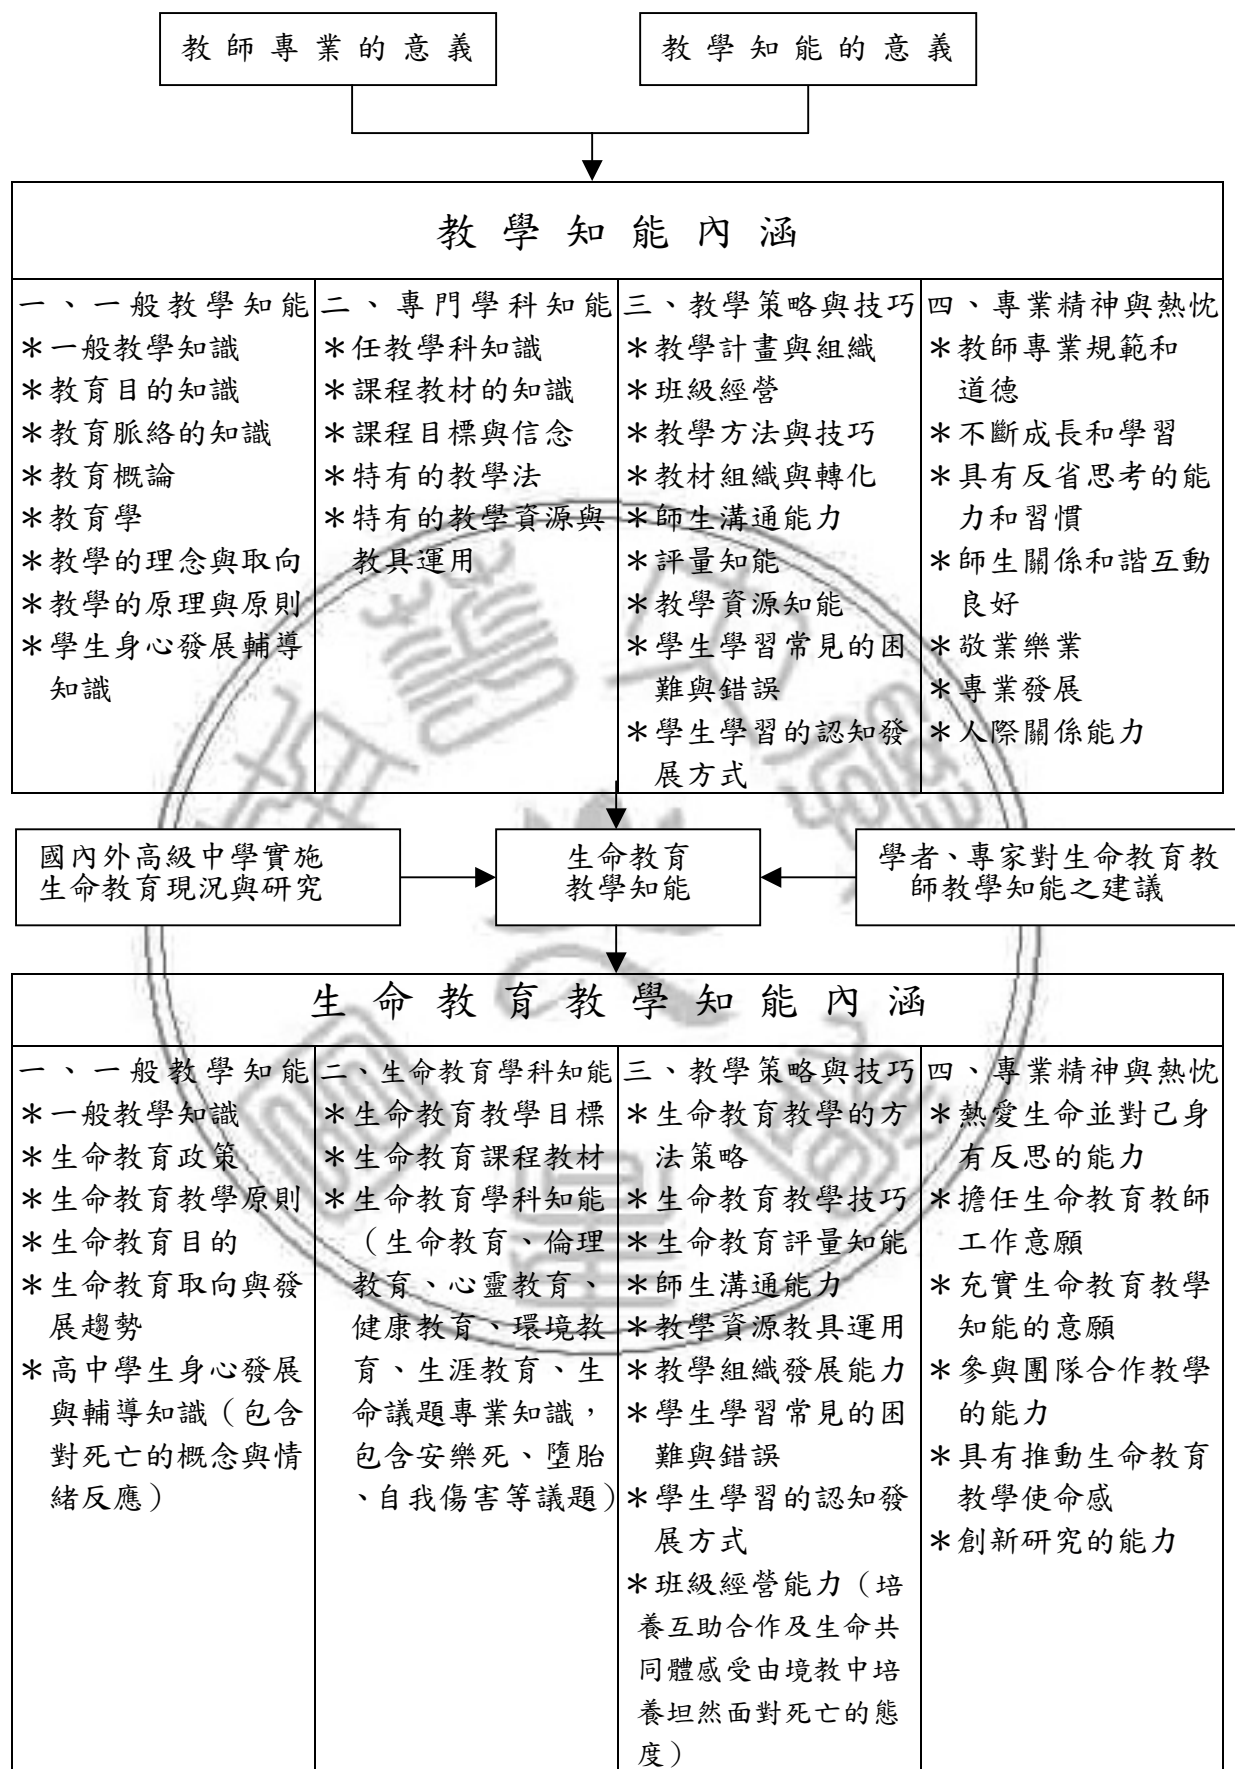 教師專業的意義
教學知能的意義
教學知能內涵
一、一般教學知能
＊一般教學知識
＊教育目的知識
＊教育脈絡的知識
＊教育概論
＊教育學
＊教學的理念與取向
＊教學的原理與原則
＊學生身心發展輔導
知識
二、專門學科知能
＊任教學科知識
＊課程教材的知識
＊課程目標與信念
＊特有的教學法
＊特有的教學資源與
教具運用
三、教學策略與技巧
＊教學計畫與組織
＊班級經營
＊教學方法與技巧
＊教材組織與轉化
＊師生溝通能力
＊評量知能
＊教學資源知能
＊學生學習常見的困
難與錯誤
＊學生學習的認知發
展方式
四、專業精神與熱忱
＊教師專業規範和
道德
＊不斷成長和學習
＊具有反省思考的能
力和習慣
＊師生關係和諧互動
良好
＊敬業樂業
＊專業發展
＊人際關係能力
國內外高級中學實施
生命教育現況與研究
生命教育
教學知能
學者、專家對生命教育教
師教學知能之建議
生命教育教學知能內涵
一、一般教學知能
＊一般教學知識
＊生命教育政策
＊生命教育教學原則
＊生命教育目的
＊生命教育取向與發
展趨勢
＊高中學生身心發展
與輔導知識（包含
對死亡的概念與情
緒反應）
二、生命教育學科知能
＊生命教育教學目標
＊生命教育課程教材
＊生命教育學科知能
（生命教育、倫理
教育、心靈教育、
健康教育、環境教
育、生涯教育、生
命議題專業知識，
包含安樂死、墮胎
、自我傷害等議題）
三、教學策略與技巧
＊生命教育教學的方
法策略
＊生命教育教學技巧
＊生命教育評量知能
＊師生溝通能力
＊教學資源教具運用
＊教學組織發展能力
＊學生學習常見的困
難與錯誤
＊學生學習的認知發
展方式
＊班級經營能力（培
養互助合作及生命共
同體感受由境教中培
養坦然面對死亡的態
度）
四、專業精神與熱忱
＊熱愛生命並對己身
有反思的能力
＊擔任生命教育教師
工作意願
＊充實生命教育教學
知能的意願
＊參與團隊合作教學
的能力
＊具有推動生命教育
教學使命感
＊創新研究的能力